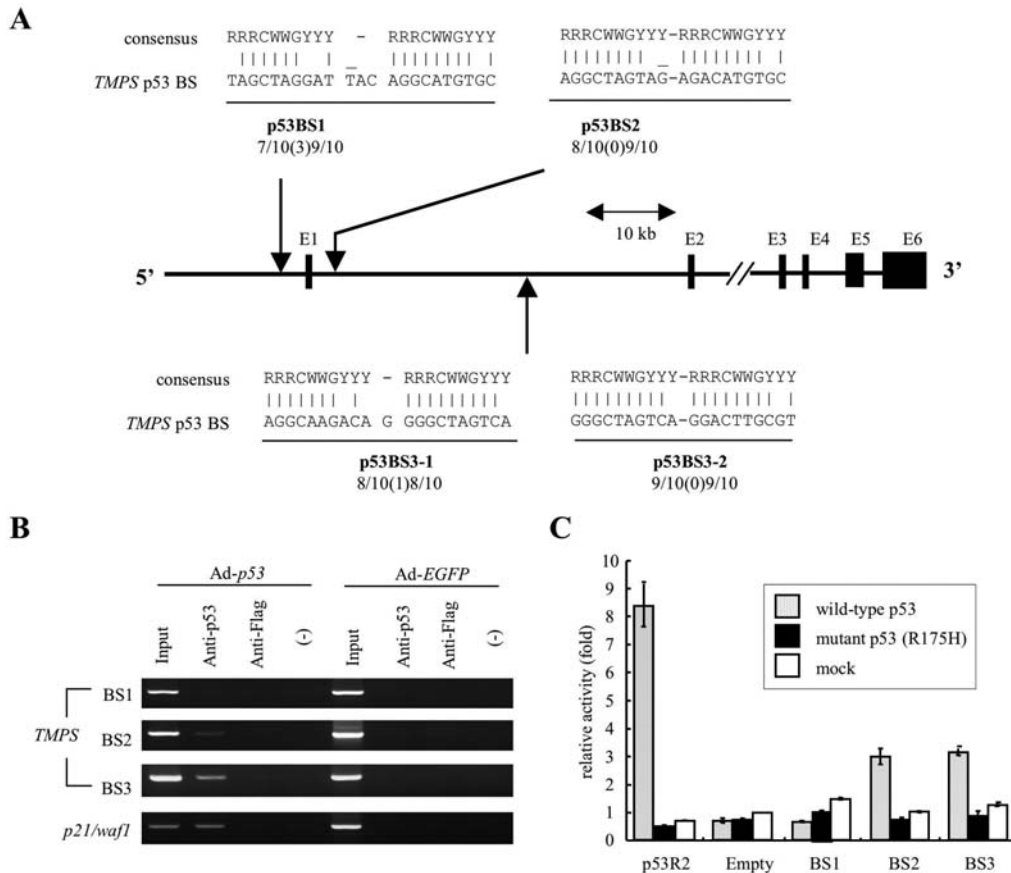 A
consensus RRRCWWGYYY - RRRCWWGYYY RRRCWWGYYY-RRRCWWGYYY
TMPS p53 BS TAGCTAGGAT TAC AGGCATGTGC AGGCTAGTAG-AGACATGTGC
p53BS1 p53BS2
7/10(3)9/10 8/10(0)9/10
10 kb
E1 E2 E3 E4 E5 E6
5’ 3’
consensus RRRCWWGYYY - RRRCWWGYYY RRRCWWGYYY-RRRCWWGYYY
TMPS p53 BS AGGCAAGACA G GGGCTAGTCA GGGCTAGTCA-GGACTTGCGT
p53BS3-1 p53BS3-2
8/10(1)8/10 9/10(0)9/10
B
Ad-p53 Ad-EGFP
Input Anti-p53 Anti-Flag (-) Input Anti-p53 Anti-Flag (-)
BS1
TMPS BS2
BS3
p21/waf1
C
relative activity (fold)
10
9
8
7
6
5
4
3
2
1
0
wild-type p53
mutant p53 (R175H)
mock
p53R2 Empty BS1 BS2 BS3